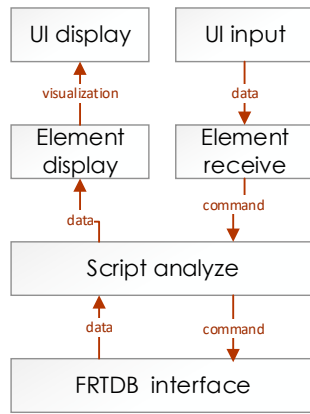 UI display
UI input
visualization
data
Element
display
Element
receive
data
command
Script analyze
data
command
FRTDB interface